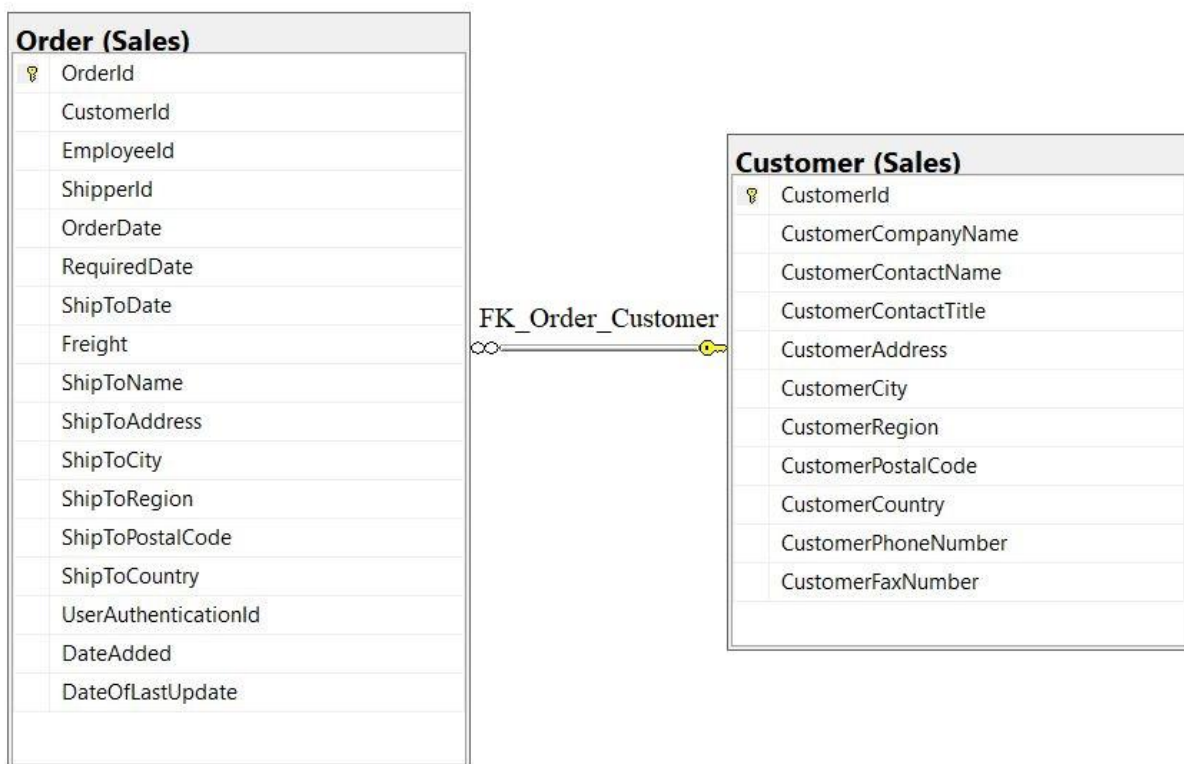 Order (Sales)
OrderId
CustomerId
EmployeeId
ShipperId
OrderDate
RequiredDate
ShipToDate
Freight
ShipToName
ShipToAddress
ShipToCity
ShipToRegion
ShipToPostalCode
ShipToCountry
UserAuthenticationId
DateAdded
DateOfLastUpdate
FK_Order_Customer
Customer (Sales)
CustomerId
CustomerCompanyName
CustomerContactName
CustomerContactTitle
CustomerAddress
CustomerCity
CustomerRegion
CustomerPostalCode
CustomerCountry
CustomerPhoneNumber
CustomerFaxNumber